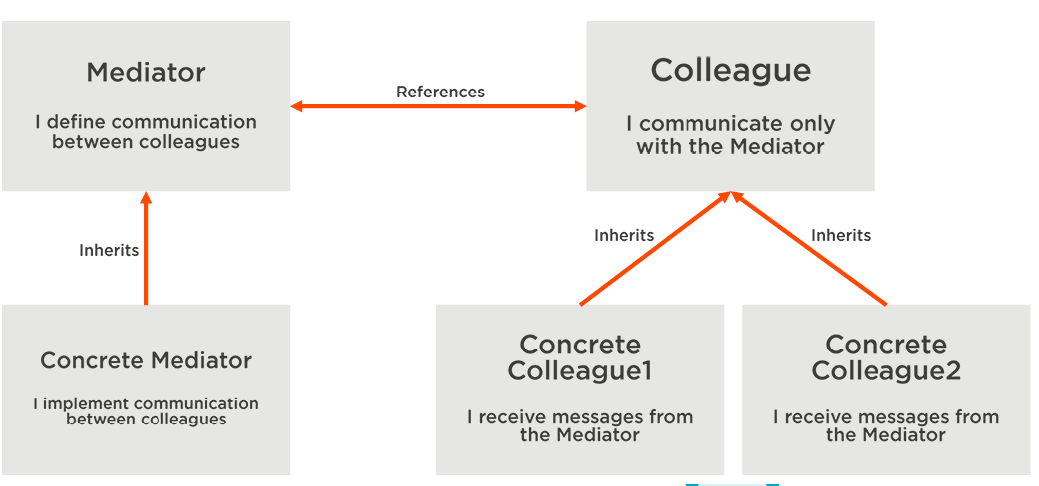 Mediator
I define communication
between colleagues
References
Colleague
I communicate only
with the Mediator
Inherits
Inherits
Inherits
Concrete Mediator
I implement communication
between colleagues
Concrete
Colleague1
I receive messages from
the Mediator
Concrete
Colleague2
I receive messages from
the Mediator